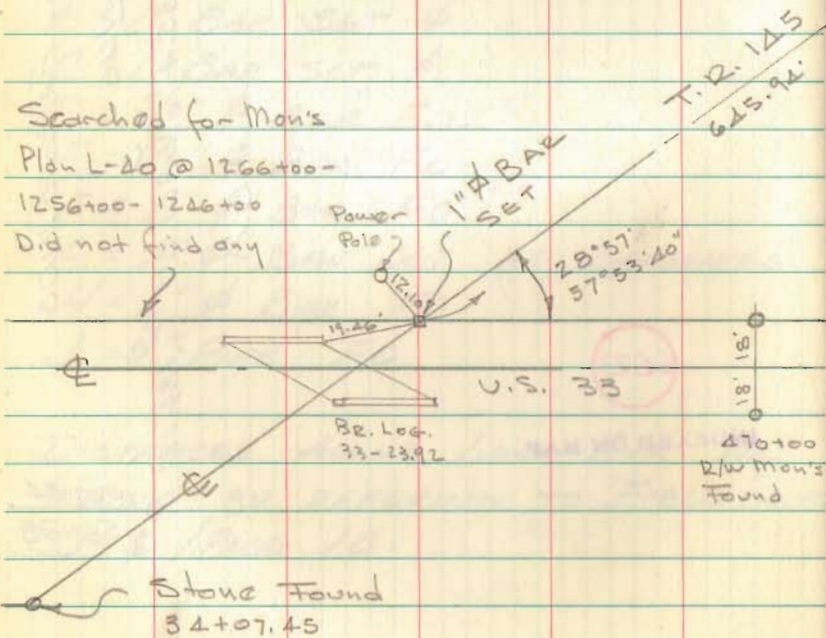 Searched for Mon's
Plan L-40 @ 1266+00-
1256+00- 1246+00
Did not find any
Power
Pole
12.10'
19.46'
1"⌀ BAR
SET
T.R. 145
645.94'
28°57'
57°53'40"
℄
U.S. 33
BR. LOG.
33-23.92
18' 18'
470+00
R/W Mon's
Found
℄
Stone Found
34+07.45